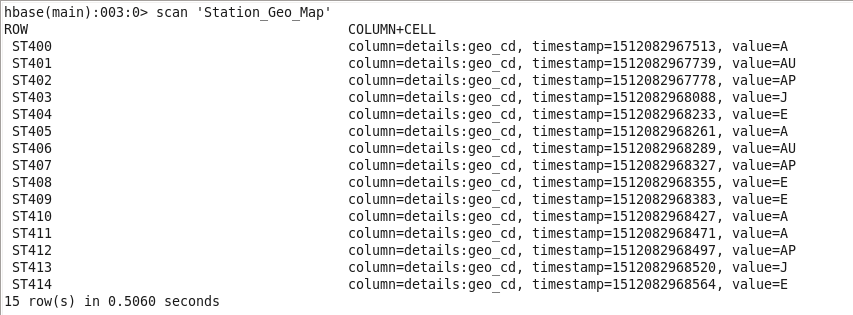 hbase(main):003:0> scan 'Station_Geo_Map'
ROW COLUMN+CELL
ST400 column=details:geo_cd, timestamp=1512082967513, value=A
ST401 column=details:geo_cd, timestamp=1512082967739, value=AU
ST402 column=details:geo_cd, timestamp=1512082967778, value=AP
ST403 column=details:geo_cd, timestamp=1512082968088, value=J
ST404 column=details:geo_cd, timestamp=1512082968233, value=E
ST405 column=details:geo_cd, timestamp=1512082968261, value=A
ST406 column=details:geo_cd, timestamp=1512082968289, value=AU
ST407 column=details:geo_cd, timestamp=1512082968327, value=AP
ST408 column=details:geo_cd, timestamp=1512082968355, value=E
ST409 column=details:geo_cd, timestamp=1512082968383, value=E
ST410 column=details:geo_cd, timestamp=1512082968427, value=A
ST411 column=details:geo_cd, timestamp=1512082968471, value=A
ST412 column=details:geo_cd, timestamp=1512082968497, value=AP
ST413 column=details:geo_cd, timestamp=1512082968520, value=J
ST414 column=details:geo_cd, timestamp=1512082968564, value=E
15 row(s) in 0.5060 seconds